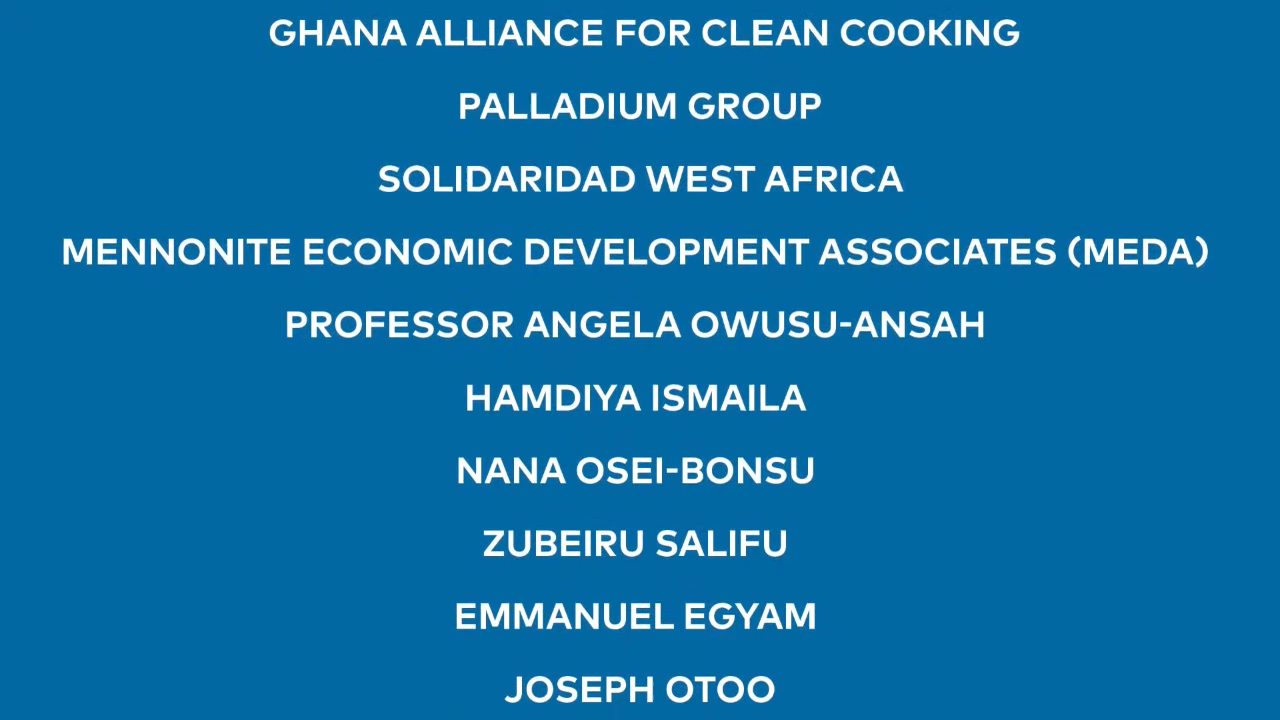 GHANA ALLIANCE FOR CLEAN COOKING
PALLADIUM GROUP
SOLIDARIDAD WEST AFRICA
MENNONITE ECONOMIC DEVELOPMENT ASSOCIATES (MEDA)
PROFESSOR ANGELA OWUSU-ANSAH
HAMDIYA ISMAILA
NANA OSEI-BONSU
ZUBEIRU SALIFU
EMMANUEL EGYAM
JOSEPH OTOO